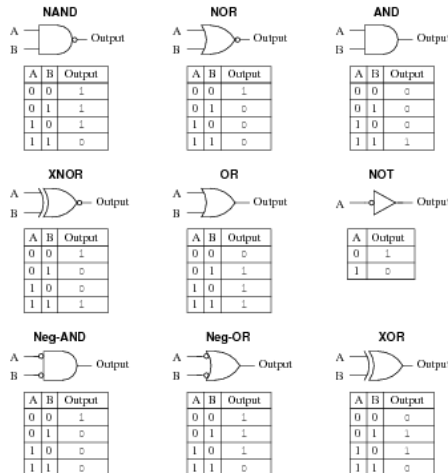 NAND
A
B
Output
A B Output
0 0 1
0 1 1
1 0 1
1 1 0
NOR
A
B
Output
A B Output
0 0 1
0 1 0
1 0 0
1 1 0
AND
A
B
Output
A B Output
0 0 0
0 1 0
1 0 0
1 1 1
XNOR
A
B
Output
A B Output
0 0 1
0 1 0
1 0 0
1 1 1
OR
A
B
Output
A B Output
0 0 0
0 1 1
1 0 1
1 1 1
NOT
A
Output
A Output
0 1
1 0
Neg-AND
A
B
Output
A B Output
0 0 1
0 1 0
1 0 0
1 1 0
Neg-OR
A
B
Output
A B Output
0 0 1
0 1 1
1 0 1
1 1 0
XOR
A
B
Output
A B Output
0 0 0
0 1 1
1 0 1
1 1 0